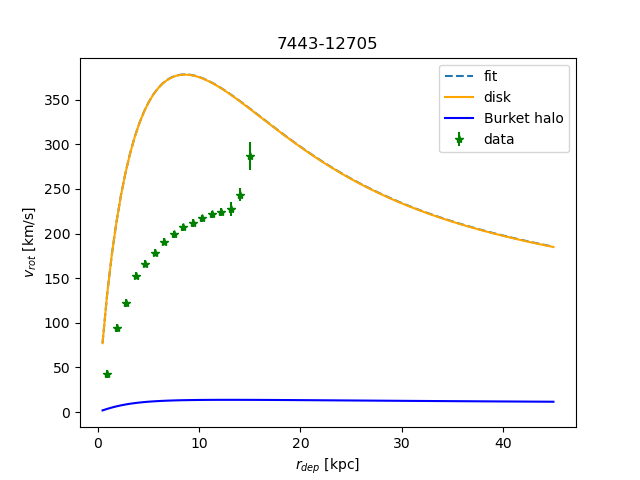 7443-12705
fit
disk
Burket halo
data
v_rot [km/s]
350
300
250
200
150
100
50
0
0 10 20 30 40
r_dep [kpc]